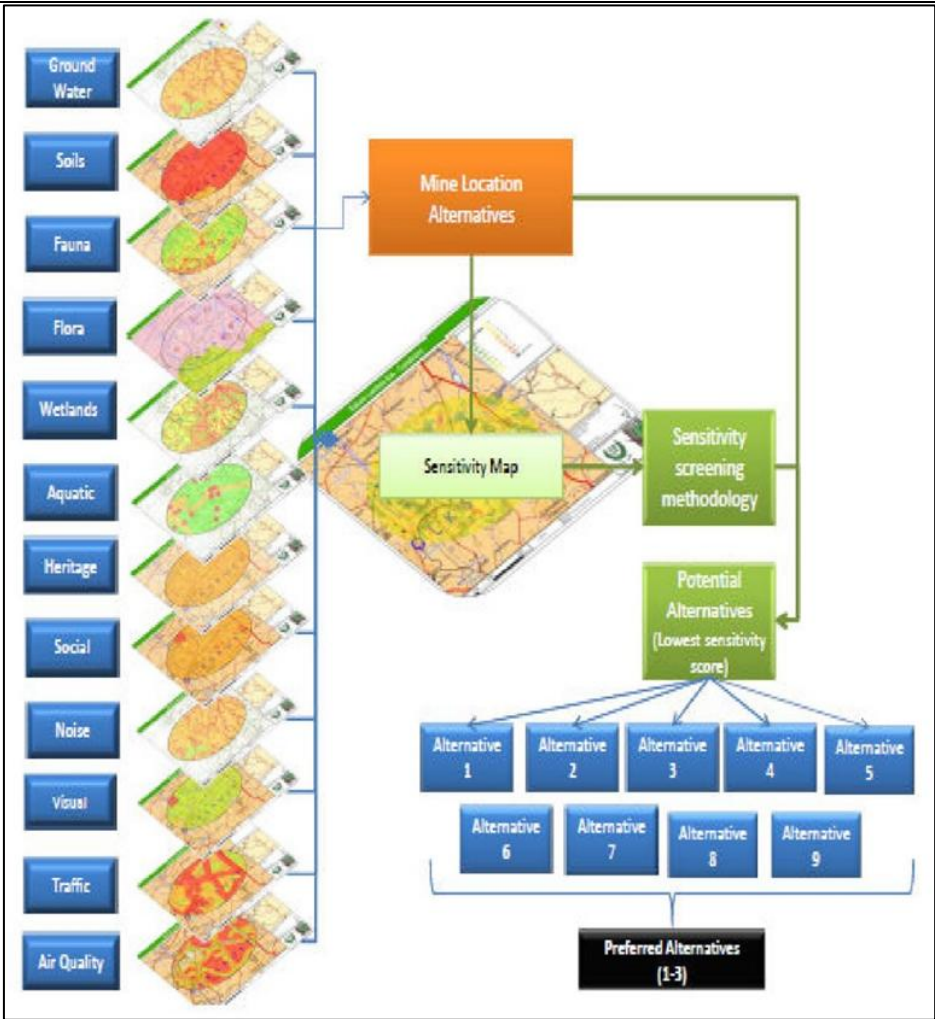 Ground
Water
Soils
Fauna
Flora
Wetlands
Aquatic
Heritage
Social
Noise
Visual
Traffic
Air Quality
Mine Location
Alternatives
Sensitivity Map
Sensitivity
screening
methodology
Potential
Alternatives
(Lowest sensitivity
score)
Alternative
1
Alternative
2
Alternative
3
Alternative
4
Alternative
5
Alternative
6
Alternative
7
Alternative
8
Alternative
9
Preferred Alternatives
(1-3)